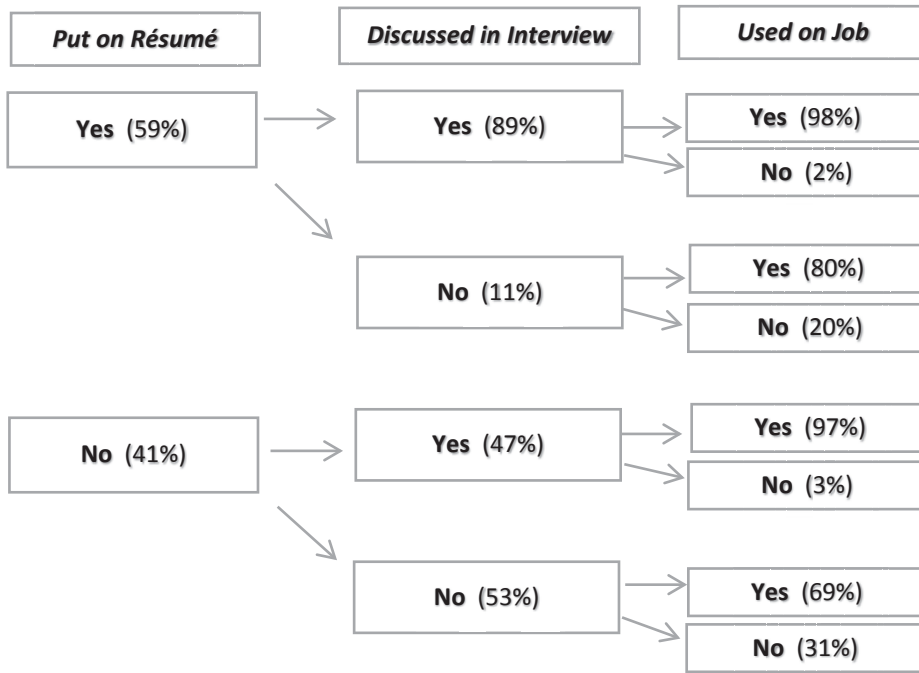 Put on Résumé
Discussed in Interview
Used on Job
Yes (59%)
Yes (89%)
Yes (98%)
No (2%)
No (11%)
Yes (80%)
No (20%)
No (41%)
Yes (47%)
Yes (97%)
No (3%)
No (53%)
Yes (69%)
No (31%)